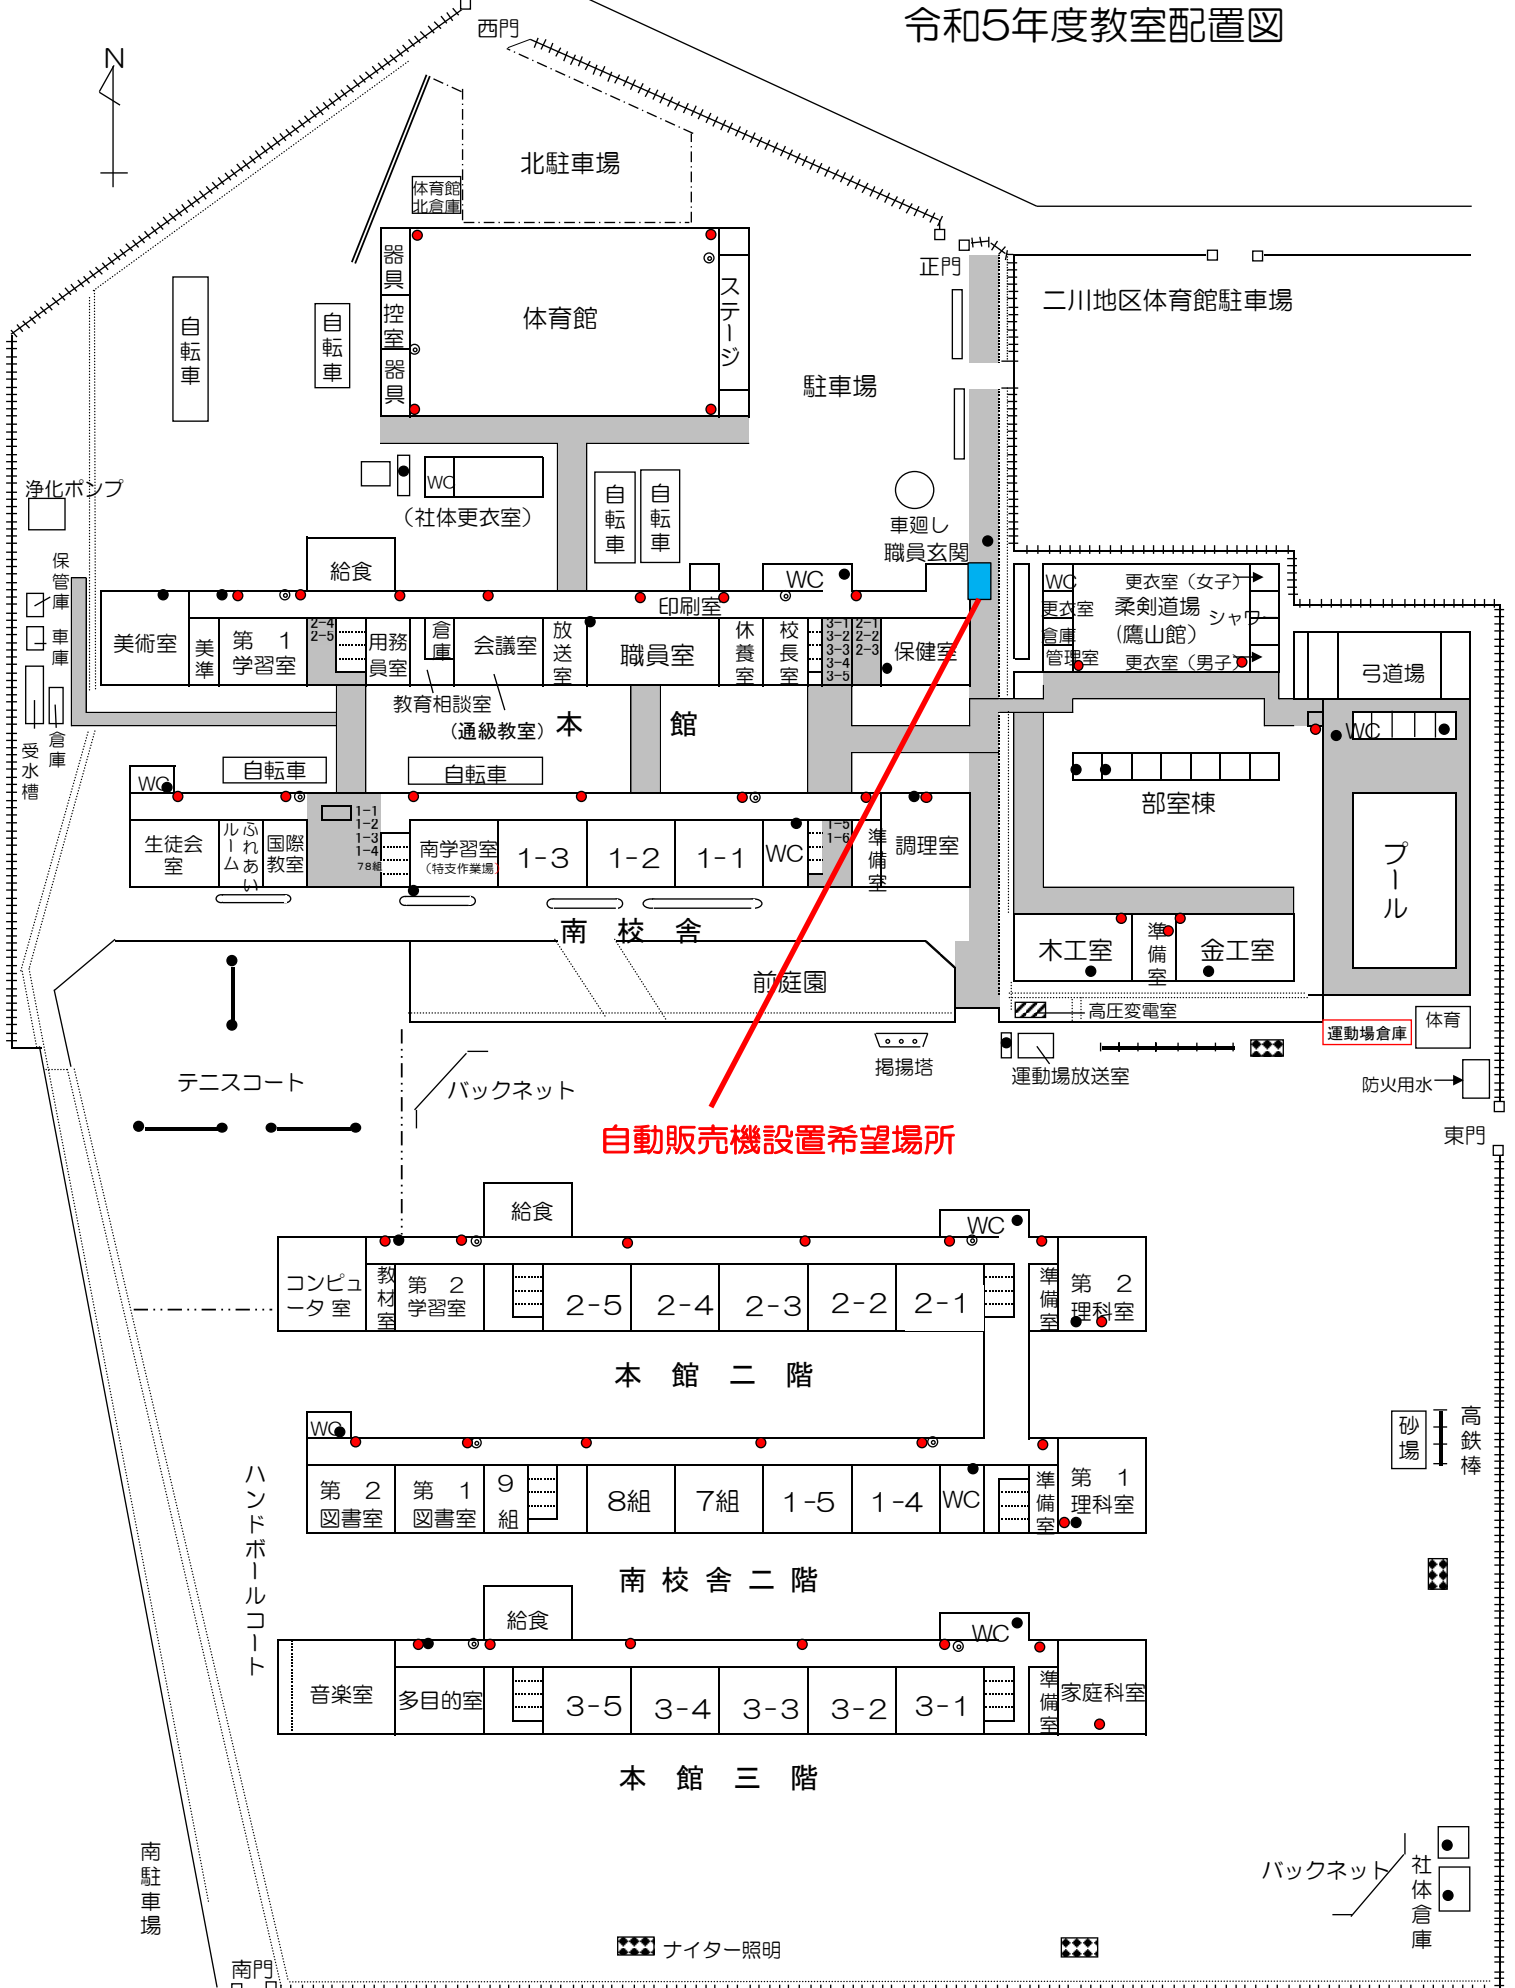 令和5年度教室配置図
西門
N
北駐車場
体育館
北倉庫
正門
二川地区体育館駐車場
器具
控室
器具
体育館
ステージ
自転車
自転車
駐車場
浄化ポンプ
WC
(社体更衣室)
自転車
自転車
車廻し
職員玄関
保管庫
車庫
倉庫
受水槽
給食
印刷室
WC
美術室
美準
第 1
学習室
2-4
2-5
用務
員室
倉庫
会議室
放送室
職員室
休養室
校長室
3-1
3-2
3-3
3-4
3-5
2-1
2-2
2-3
保健室
教育相談室
(通級教室)
本 館
WC
更衣室
倉庫
管理室
更衣室(女子)
柔剣道場
(鷹山館)
シャワー
更衣室(男子)
弓道場
WC
部室棟
プール
自転車
自転車
WC
生徒会
室
ふれあい
ルーム
国際
教室
1-1
1-2
1-3
1-4
78組
南学習室
(特支作業場)
1-3
1-2
1-1
WC
1-5
1-6
準備室
調理室
南 校 舎
木工室
準備室
金工室
前庭園
高圧変電室
運動場倉庫
体育
掲揚塔
運動場放送室
防火用水
東門
テニスコート
バックネット
自動販売機設置希望場所
給食
WC
コンピュ
ータ 室
教材室
第 2
学習室
2-5
2-4
2-3
2-2
2-1
準備室
第 2
理科室
本 館 二 階
WC
第 2
図書室
第 1
図書室
9
組
8組
7組
1-5
1-4
WC
準備室
第 1
理科室
南校舎二階
砂場
高鉄棒
ハンドボールコート
給食
WC
音楽室
多目的室
3-5
3-4
3-3
3-2
3-1
準備室
家庭科室
本 館 三 階
南駐車場
バックネット
社体倉庫
ナイター照明
南門